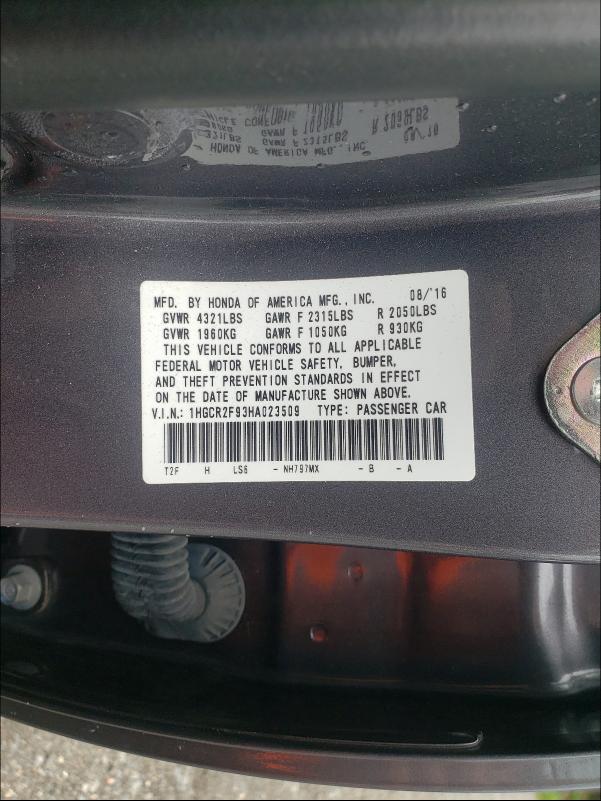 MFD. BY HONDA OF AMERICA MFG., INC. 08/'16
GVWR 4321LBS GAWR F 2315LBS R 2050LBS
GVWR 1960KG GAWR F 1050KG R 930KG
THIS VEHICLE CONFORMS TO ALL APPLICABLE
FEDERAL MOTOR VEHICLE SAFETY, BUMPER,
AND THEFT PREVENTION STANDARDS IN EFFECT
ON THE DATE OF MANUFACTURE SHOWN ABOVE.
V.I.N.: 1HGCR2F93HA023509 TYPE: PASSENGER CAR
T2F H LS6 - NH797MX - B - A